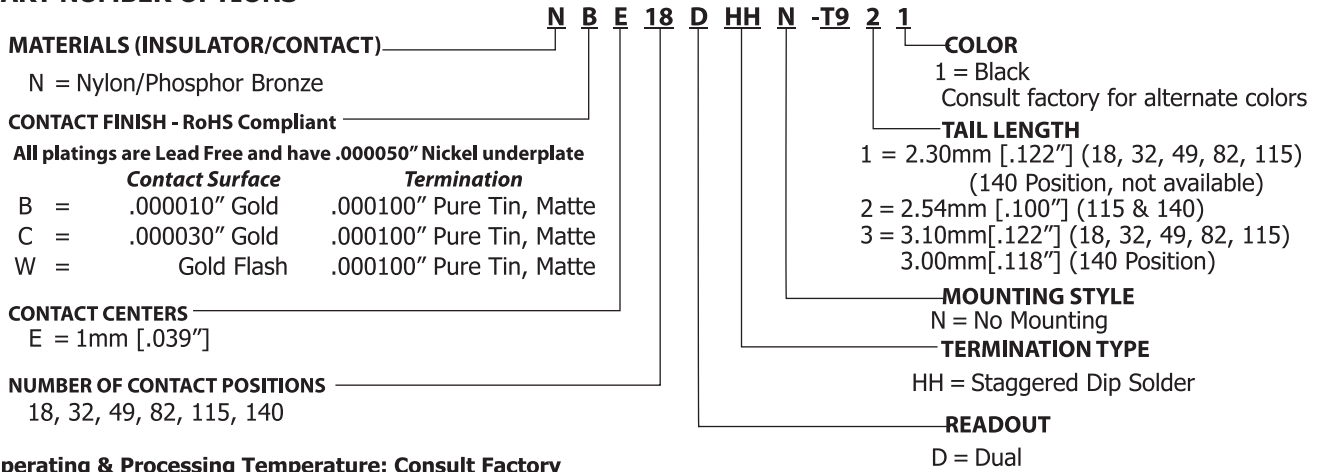 N B E 18 D HH N -T9 2 1
MATERIALS (INSULATOR/CONTACT)
N = Nylon/Phosphor Bronze
CONTACT FINISH - RoHS Compliant
All platings are Lead Free and have .000050" Nickel underplate
Contact Surface Termination
B = .000010" Gold .000100" Pure Tin, Matte
C = .000030" Gold .000100" Pure Tin, Matte
W = Gold Flash .000100" Pure Tin, Matte
CONTACT CENTERS
E = 1mm [.039"]
NUMBER OF CONTACT POSITIONS
18, 32, 49, 82, 115, 140
COLOR
1 = Black
Consult factory for alternate colors
TAIL LENGTH
1 = 2.30mm [.122"] (18, 32, 49, 82, 115)
(140 Position, not available)
2 = 2.54mm [.100"] (115 & 140)
3 = 3.10mm[.122"] (18, 32, 49, 82, 115)
3.00mm[.118"] (140 Position)
MOUNTING STYLE
N = No Mounting
TERMINATION TYPE
HH = Staggered Dip Solder
READOUT
D = Dual
perating & Processing Temperature: Consult Factory